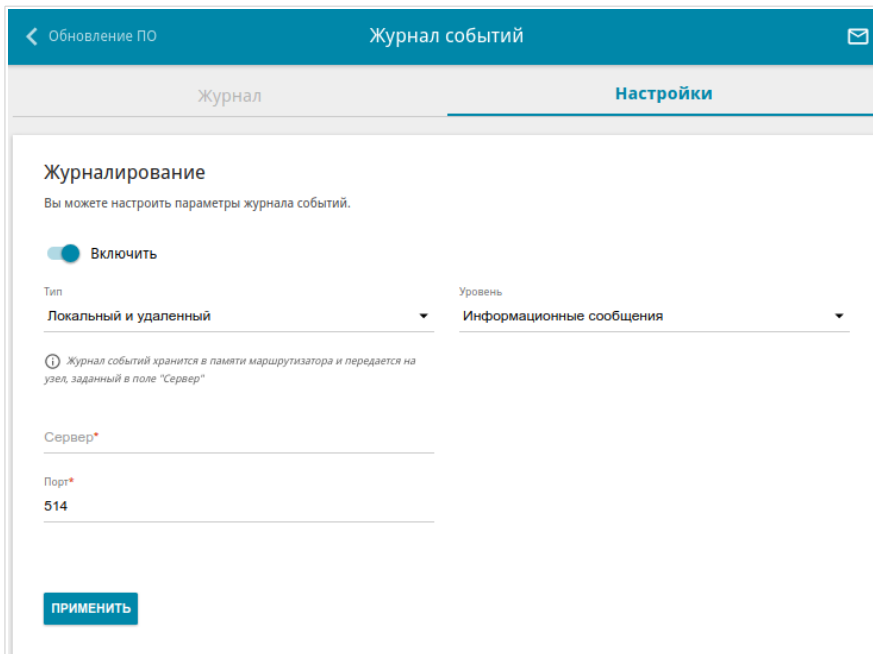 Обновление ПО
Журнал событий
Журнал
Настройки
Журналирование
Вы можете настроить параметры журнала событий.
Включить
Тип
Локальный и удаленный
Уровень
Информационные сообщения
Журнал событий хранится в памяти маршрутизатора и передается на
узел, заданный в поле "Сервер"
Сервер*
Порт*
514
ПРИМЕНИТЬ